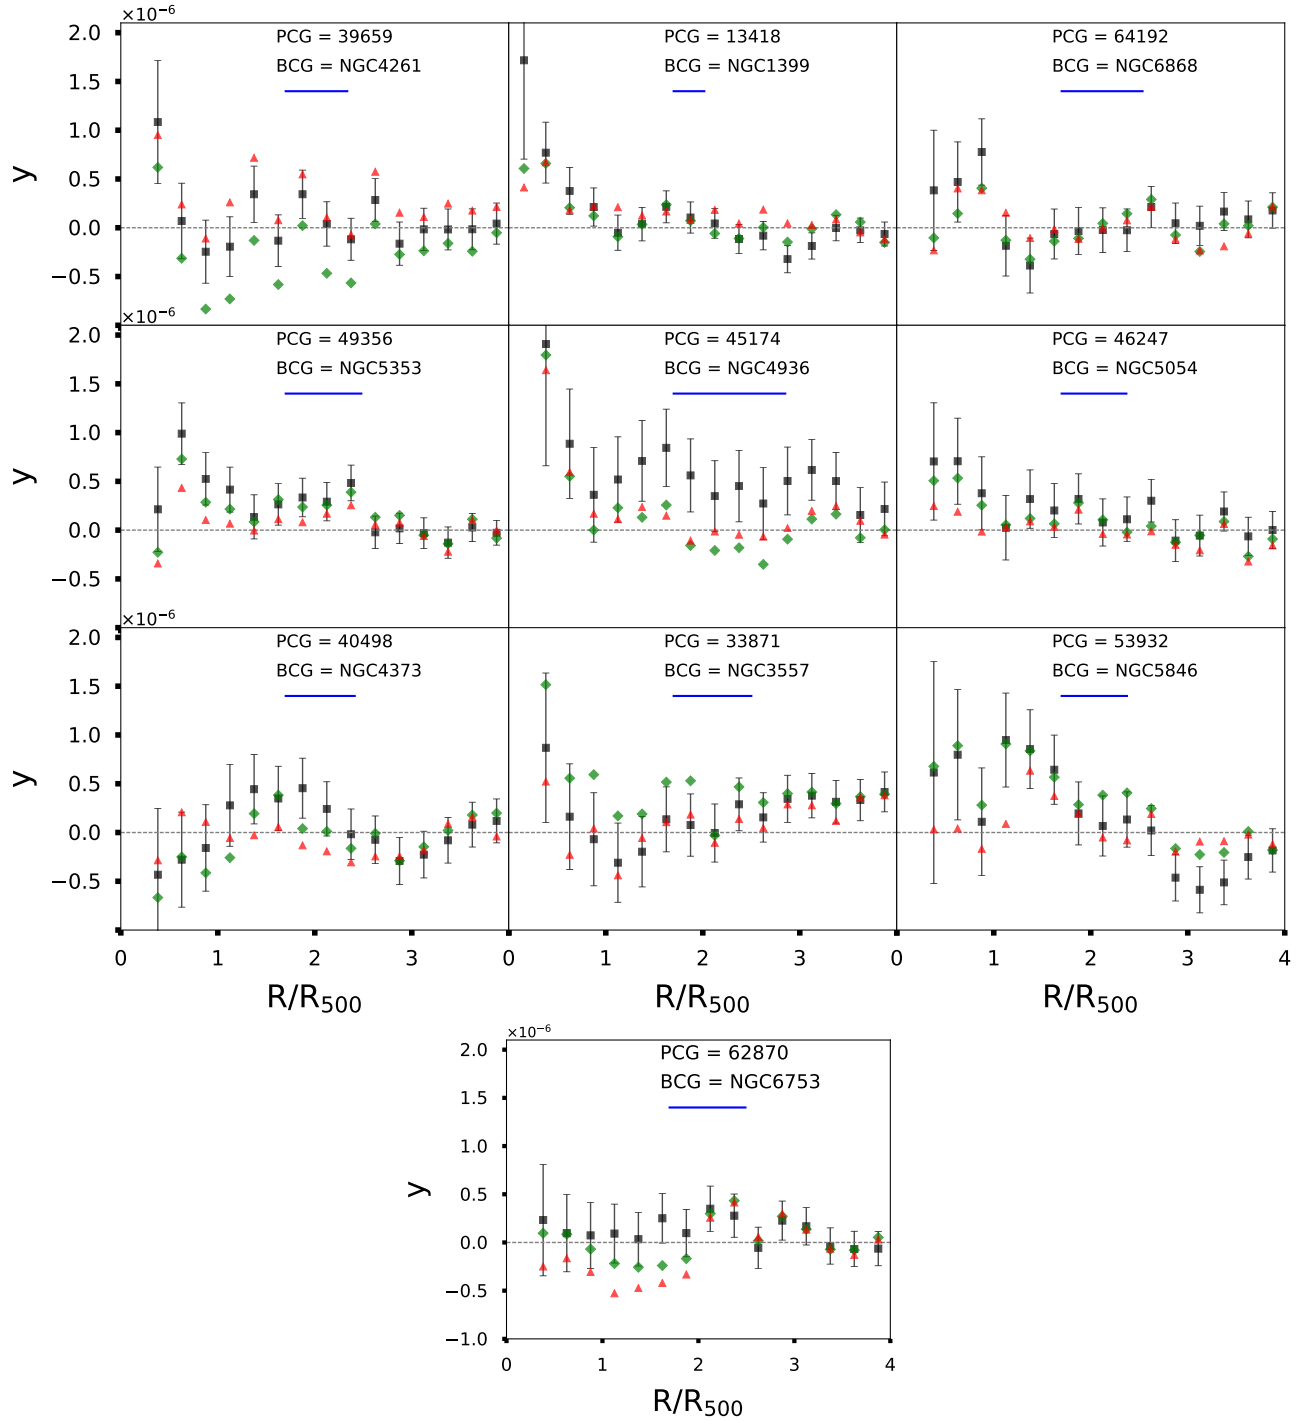 ×10⁻⁶
PCG = 39659
BCG = NGC4261
PCG = 13418
BCG = NGC1399
PCG = 64192
BCG = NGC6868
2.0
1.5
1.0
0.5
0.0
−0.5
y
×10⁻⁶
PCG = 49356
BCG = NGC5353
PCG = 45174
BCG = NGC4936
PCG = 46247
BCG = NGC5054
2.0
1.5
1.0
0.5
0.0
−0.5
y
×10⁻⁶
PCG = 40498
BCG = NGC4373
PCG = 33871
BCG = NGC3557
PCG = 53932
BCG = NGC5846
2.0
1.5
1.0
0.5
0.0
−0.5
y
0 1 2 3 0 1 2 3 0 1 2 3 4
R/R₅₀₀ R/R₅₀₀ R/R₅₀₀
×10⁻⁶
PCG = 62870
BCG = NGC6753
2.0
1.5
1.0
0.5
0.0
−0.5
−1.0
y
0 1 2 3 4
R/R₅₀₀